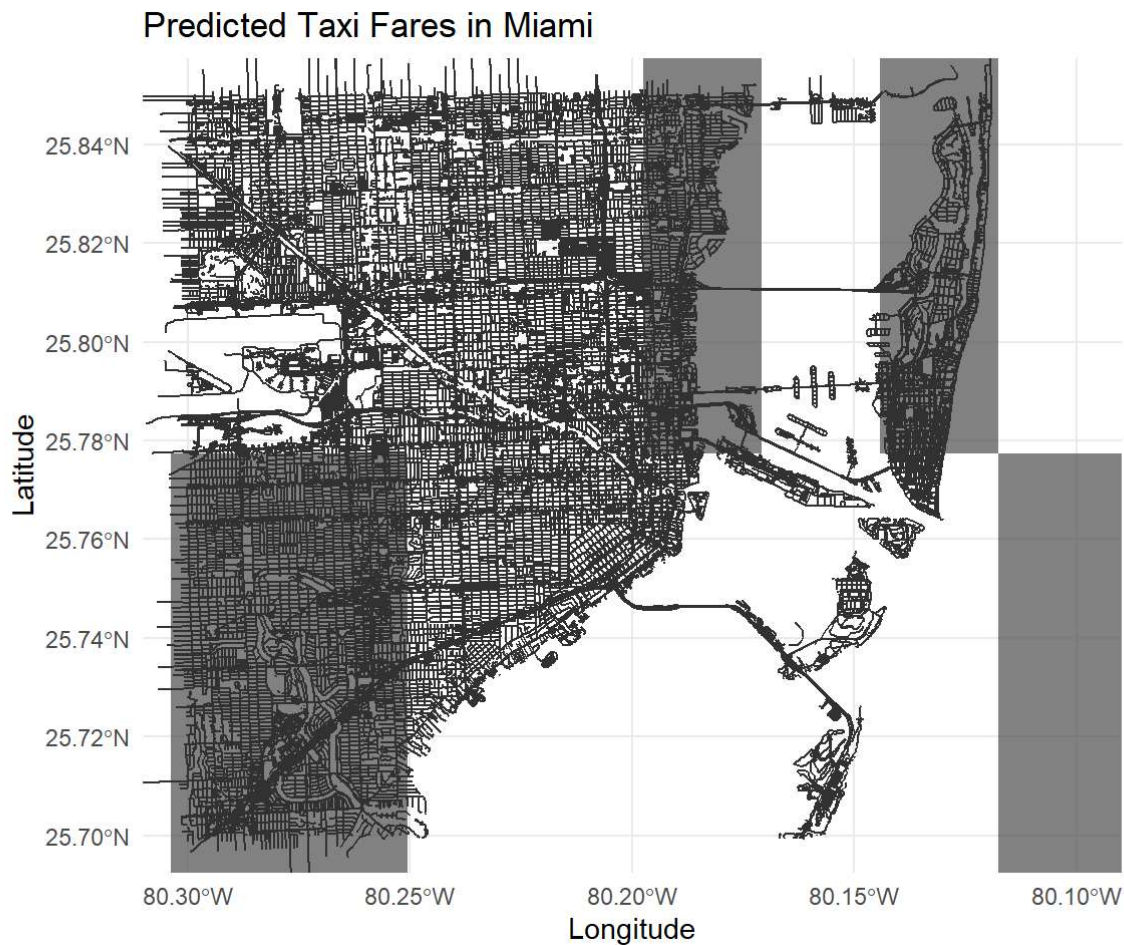 Predicted Taxi Fares in Miami
25.84°N
25.82°N
25.80°N
25.78°N
25.76°N
25.74°N
25.72°N
25.70°N
Latitude
80.30°W 80.25°W 80.20°W 80.15°W 80.10°W
Longitude